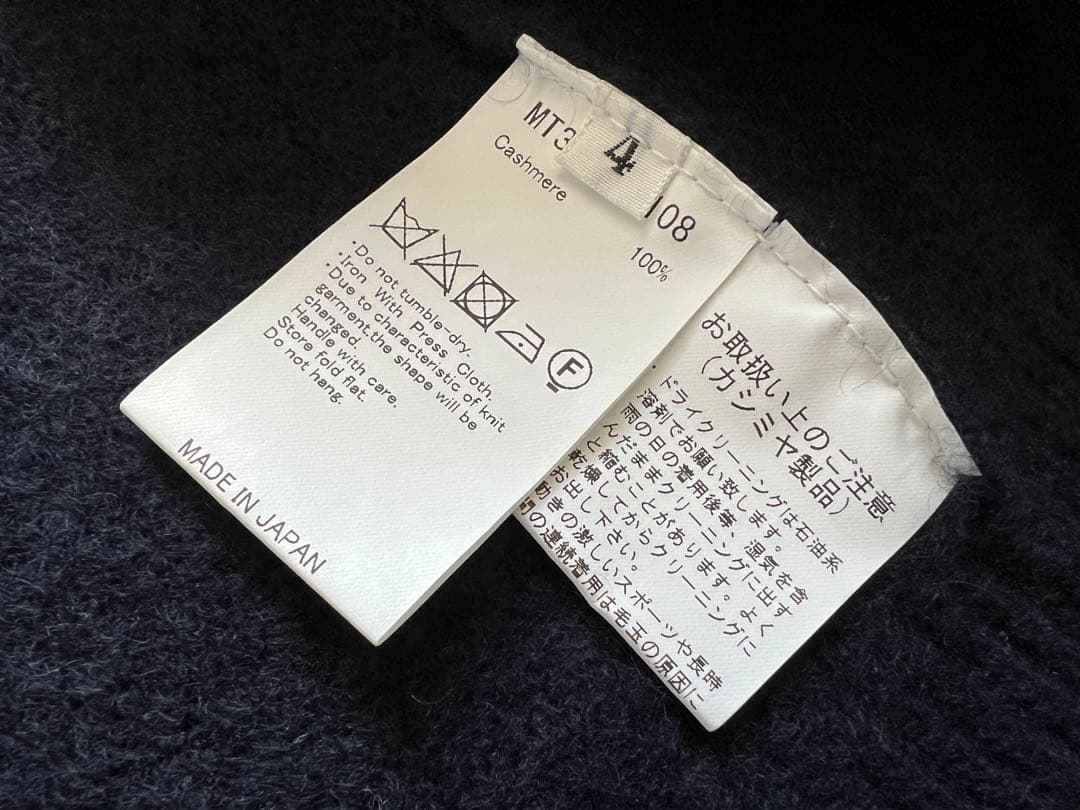 MT3
4
108
Cashmere 100%
F
・Do not tumble-dry.
・Iron With Press Cloth.
・Due to characteristic of knit
garment.the shape will be
changed.
Handle with care.
Store fold flat.
Do not hang.
MADE IN JAPAN
お取扱い上のご注意
(カシミヤ製品)
・ドライクリーニングは石油系
溶剤でお願い致します。
雨の日の着用後等、湿気を含
んだままクリーニングに出す
と縮むことがあります。よく
乾燥してからクリーニングに
お出し下さい。
動きの激しいスポーツや長時
間の連続着用は毛玉の原因に